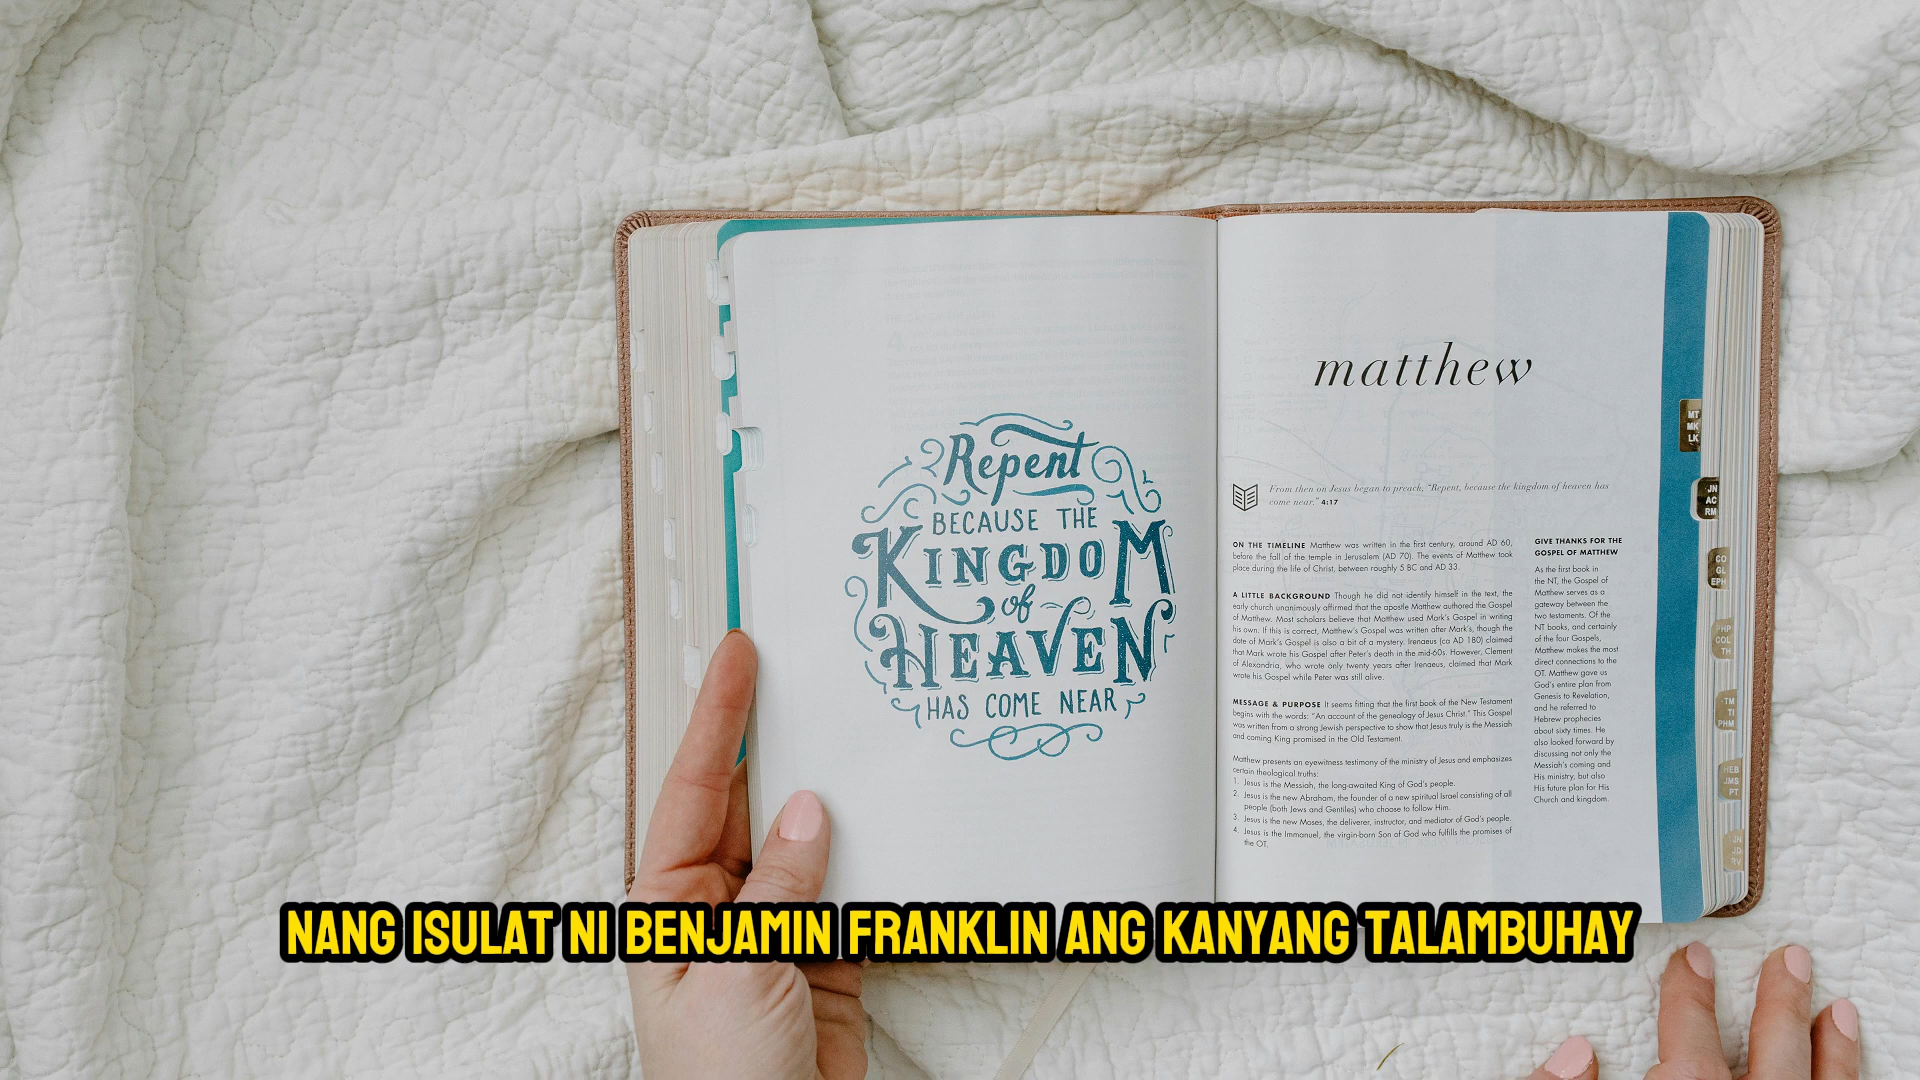 Repent
BECAUSE THE
KINGDOM
of
HEAVEN
HAS COME NEAR
matthew
From then on Jesus began to preach, “Repent, because the kingdom of heaven has
come near.” 4:17
ON THE TIMELINE Matthew was written in the first century, around AD 60,
before the fall of the temple in Jerusalem (AD 70). The events of Matthew took
place during the life of Christ, between roughly 5 BC and AD 33.
A LITTLE BACKGROUND Though he did not identify himself in the text, the
early church unanimously affirmed that the apostle Matthew authored the Gospel
of Matthew. Most scholars believe that Matthew used Mark's Gospel in writing
his own. If this is correct, Matthew's Gospel was written after Mark's, though the
date of Mark's Gospel is also a bit of a mystery. Irenaeus (ca AD 180) claimed
that Mark wrote his Gospel after Peter's death in the mid-60s. However, Clement
of Alexandria, who wrote only twenty years after Irenaeus, claimed that Mark
wrote his Gospel while Peter was still alive.
MESSAGE & PURPOSE It seems fitting that the first book of the New Testament
begins with the words: “An account of the genealogy of Jesus Christ.” This Gospel
was written from a strong Jewish perspective to show that Jesus truly is the Messiah
and coming King promised in the Old Testament.
Matthew presents an eyewitness testimony of the ministry of Jesus and emphasizes
certain theological truths:
1. Jesus is the Messiah, the long-awaited King of God's people.
2. Jesus is the new Abraham, the founder of a new spiritual Israel consisting of all
people (both Jews and Gentiles) who choose to follow Him.
3. Jesus is the new Moses, the deliverer, instructor, and mediator of God's people.
4. Jesus is the Immanuel, the virgin-born Son of God who fulfills the promises of
the OT.
GIVE THANKS FOR THE
GOSPEL OF MATTHEW
As the first book in
the NT, the Gospel of
Matthew serves as a
gateway between the
two testaments. Of the
NT books, and certainly
of the four Gospels,
Matthew makes the most
direct connections to the
OT. Matthew gave us
God's entire plan from
Genesis to Revelation,
and he referred to
Hebrew prophecies
about sixty times. He
also looked forward by
discussing not only the
Messiah's coming and
His ministry, but also
His future plan for His
Church and kingdom.
MT
MK
LK
JN
AC
RM
CO
GL
EPH
PHP
COL
TH
TM
TI
PHM
HEB
JMS
PT
JN
JD
RV
NANG ISULAT NI BENJAMIN FRANKLIN ANG KANYANG TALAMBUHAY